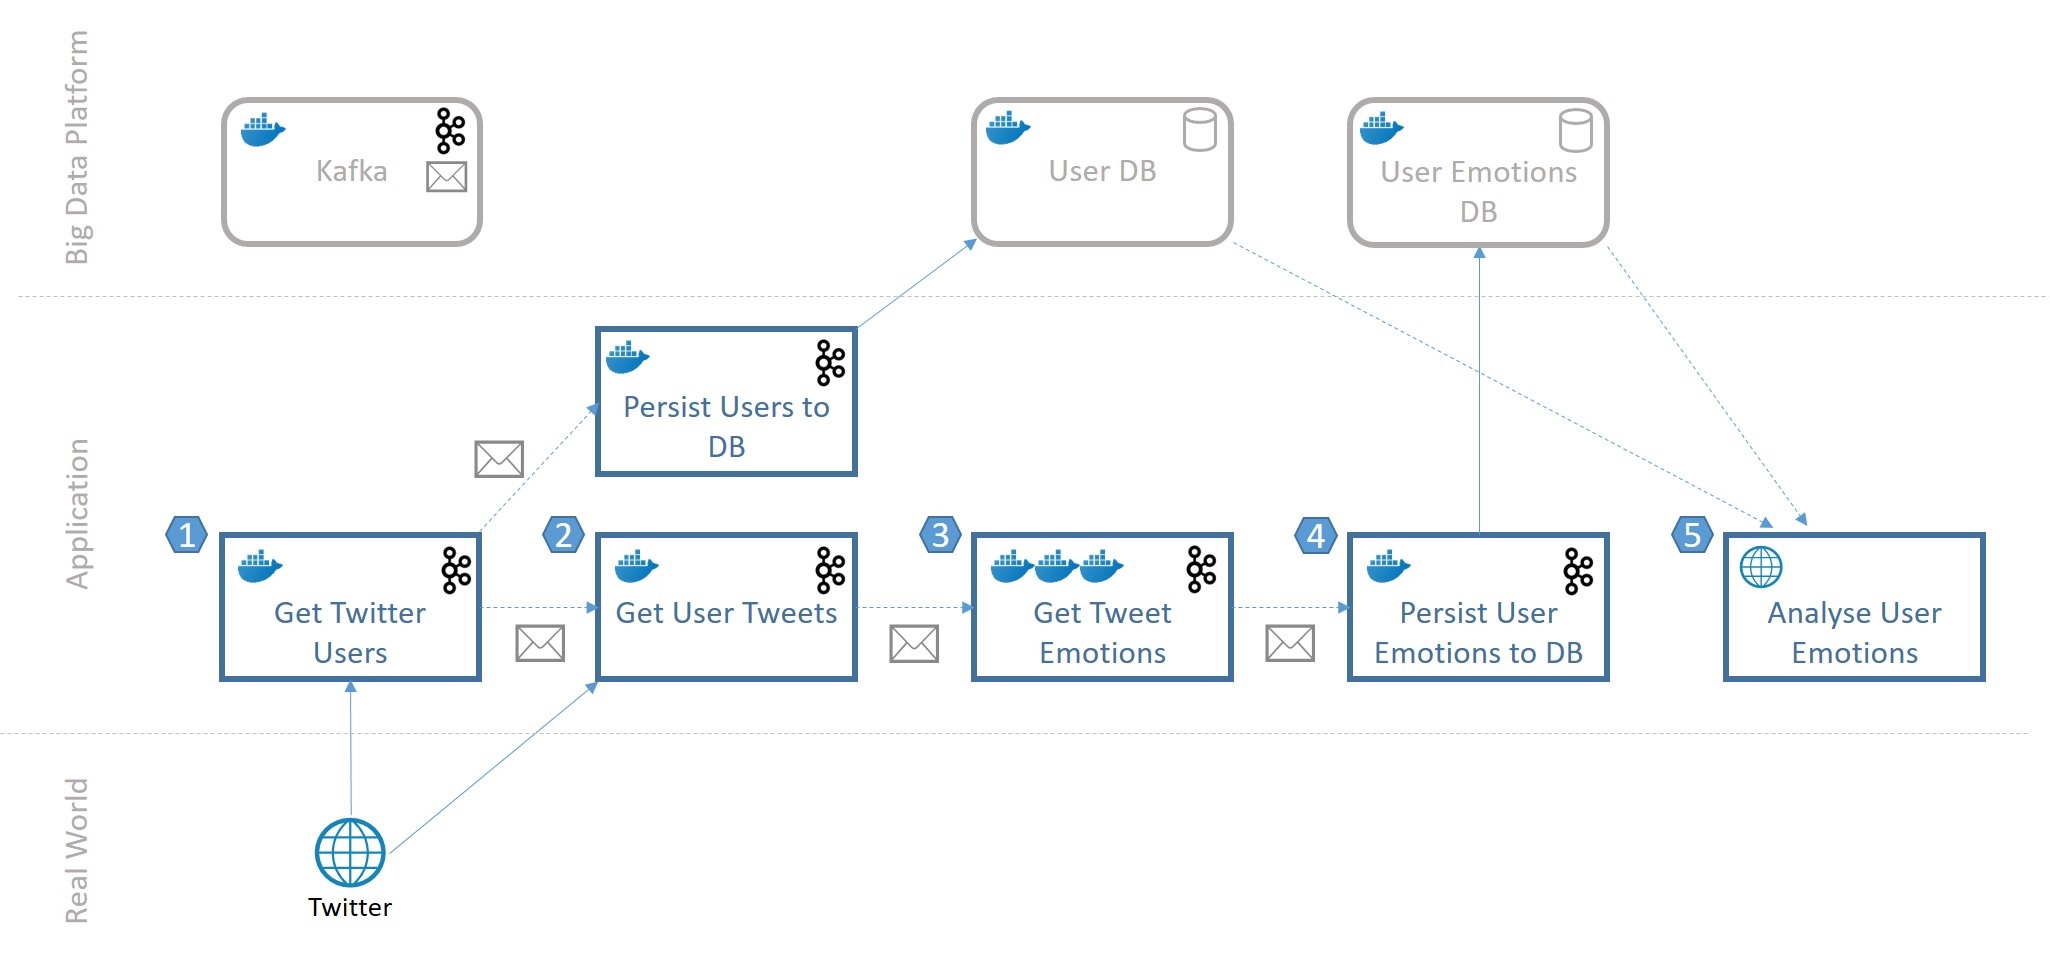 Big Data Platform
Kafka
User DB
User Emotions
DB
Application
Persist Users to
DB
1
Get Twitter
Users
2
Get User Tweets
3
Get Tweet
Emotions
4
Persist User
Emotions to DB
5
Analyse User
Emotions
Real World
Twitter